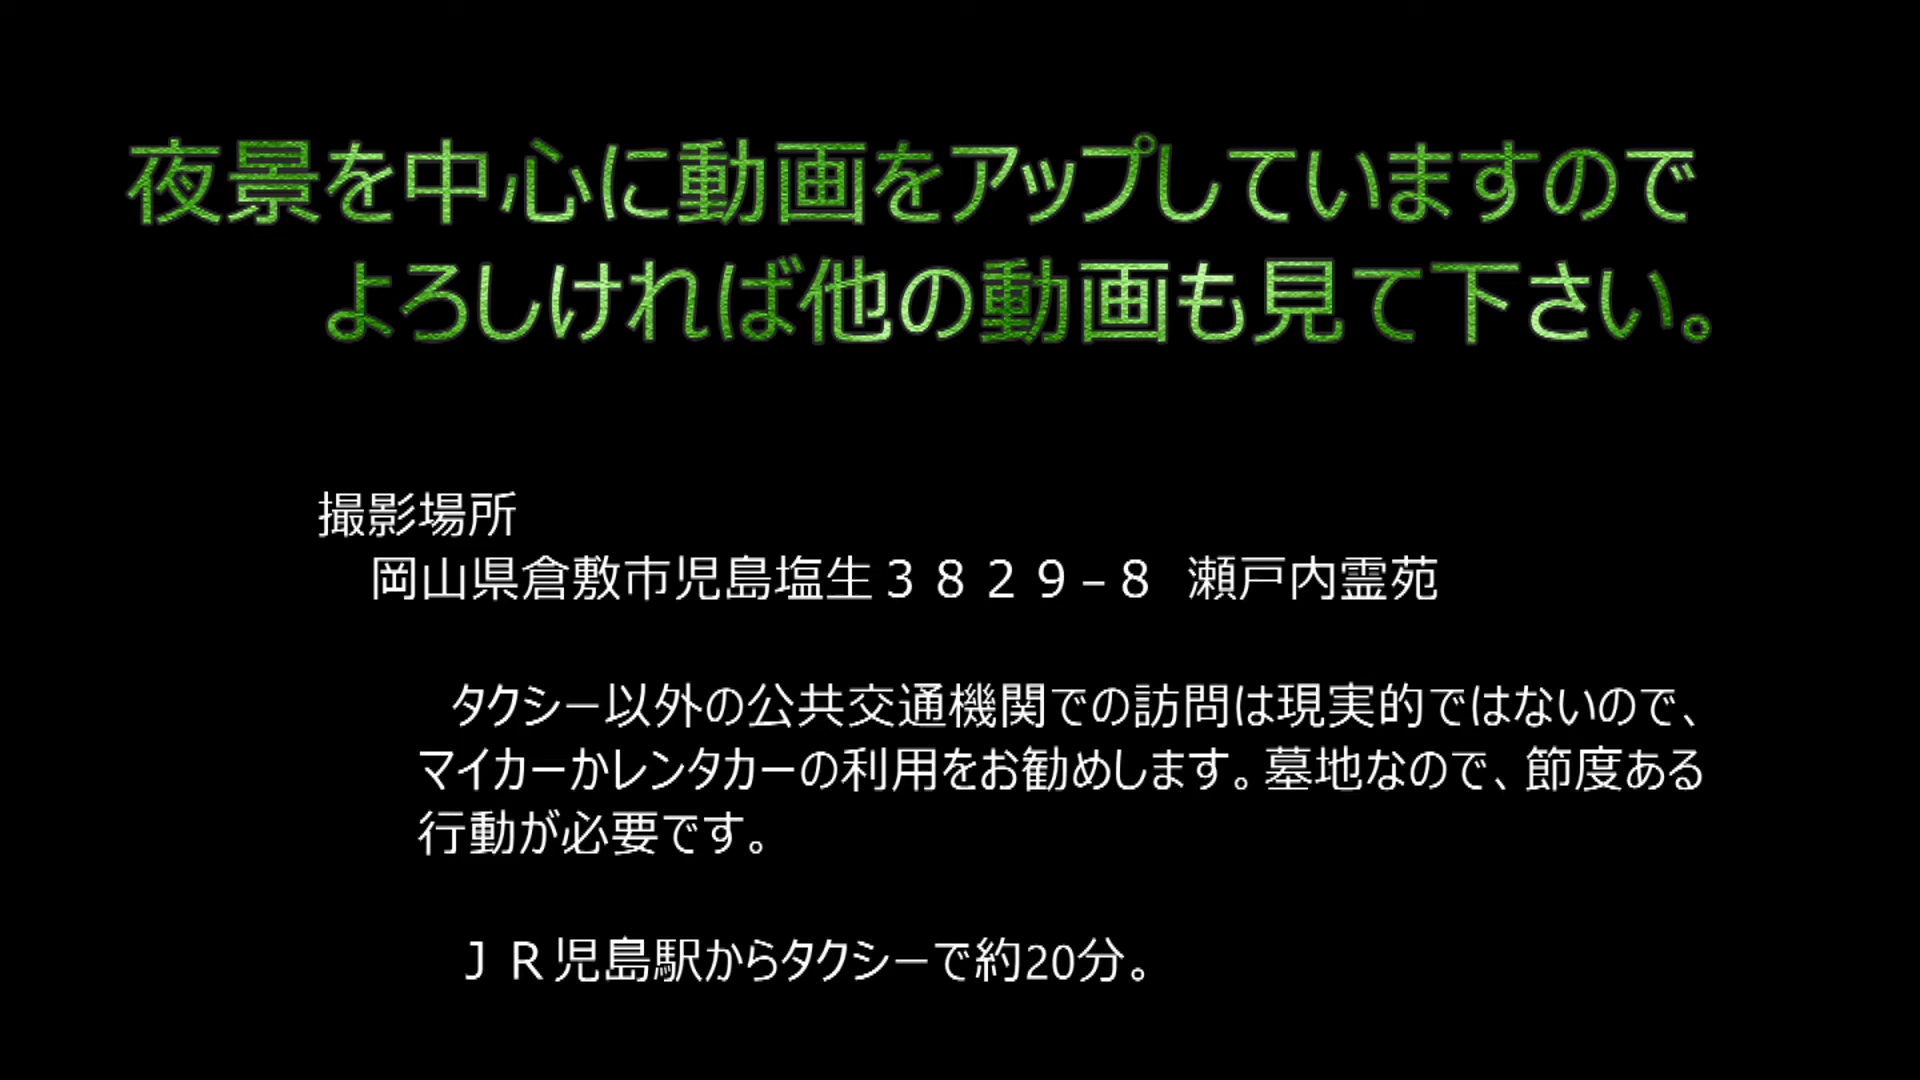 夜景を中心に動画をアップしていますので
よろしければ他の動画も見て下さい。
撮影場所
岡山県倉敷市児島塩生３８２９−８ 瀬戸内霊苑
タクシー以外の公共交通機関での訪問は現実的ではないので、
マイカーかレンタカーの利用をお勧めします。墓地なので、節度ある
行動が必要です。
ＪＲ児島駅からタクシーで約20分。